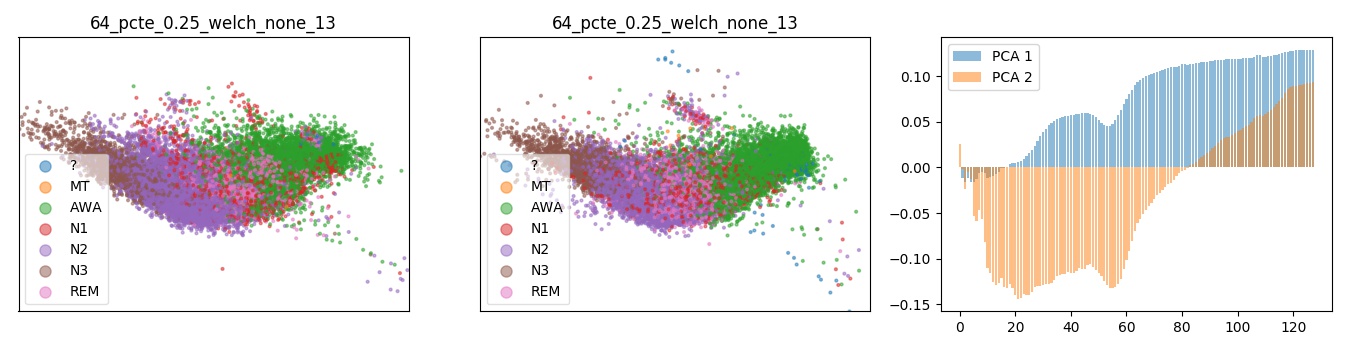 64_pcte_0.25_welch_none_13
?
MT
AWA
N1
N2
N3
REM
64_pcte_0.25_welch_none_13
?
MT
AWA
N1
N2
N3
REM
PCA 1
PCA 2
0.10
0.05
0.00
−0.05
−0.10
−0.15
0 20 40 60 80 100 120